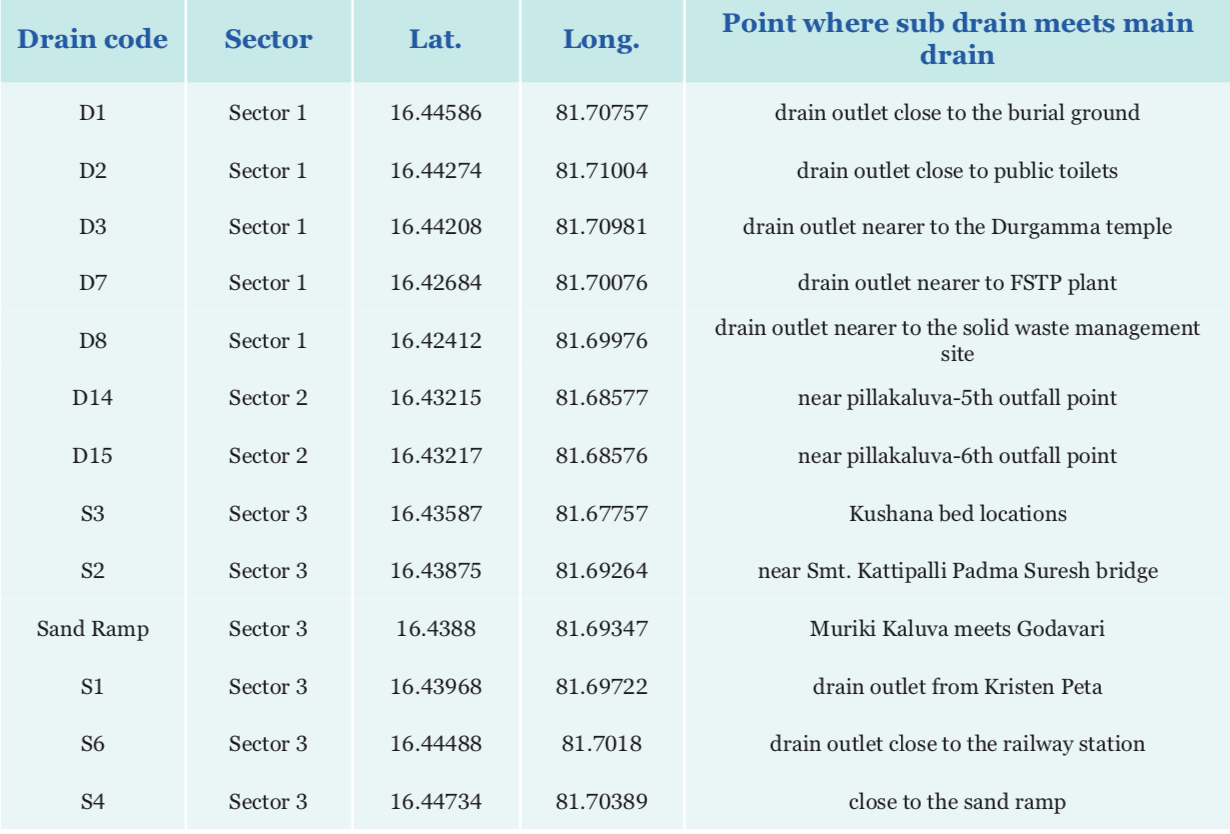 Drain code Sector Lat. Long. Point where sub drain meets main
drain
D1 Sector 1 16.44586 81.70757 drain outlet close to the burial ground
D2 Sector 1 16.44274 81.71004 drain outlet close to public toilets
D3 Sector 1 16.44208 81.70981 drain outlet nearer to the Durgamma temple
D7 Sector 1 16.42684 81.70076 drain outlet nearer to FSTP plant
D8 Sector 1 16.42412 81.69976 drain outlet nearer to the solid waste management
site
D14 Sector 2 16.43215 81.68577 near pillakaluva-5th outfall point
D15 Sector 2 16.43217 81.68576 near pillakaluva-6th outfall point
S3 Sector 3 16.43587 81.67757 Kushana bed locations
S2 Sector 3 16.43875 81.69264 near Smt. Kattipalli Padma Suresh bridge
Sand Ramp Sector 3 16.4388 81.69347 Muriki Kaluva meets Godavari
S1 Sector 3 16.43968 81.69722 drain outlet from Kristen Peta
S6 Sector 3 16.44488 81.7018 drain outlet close to the railway station
S4 Sector 3 16.44734 81.70389 close to the sand ramp